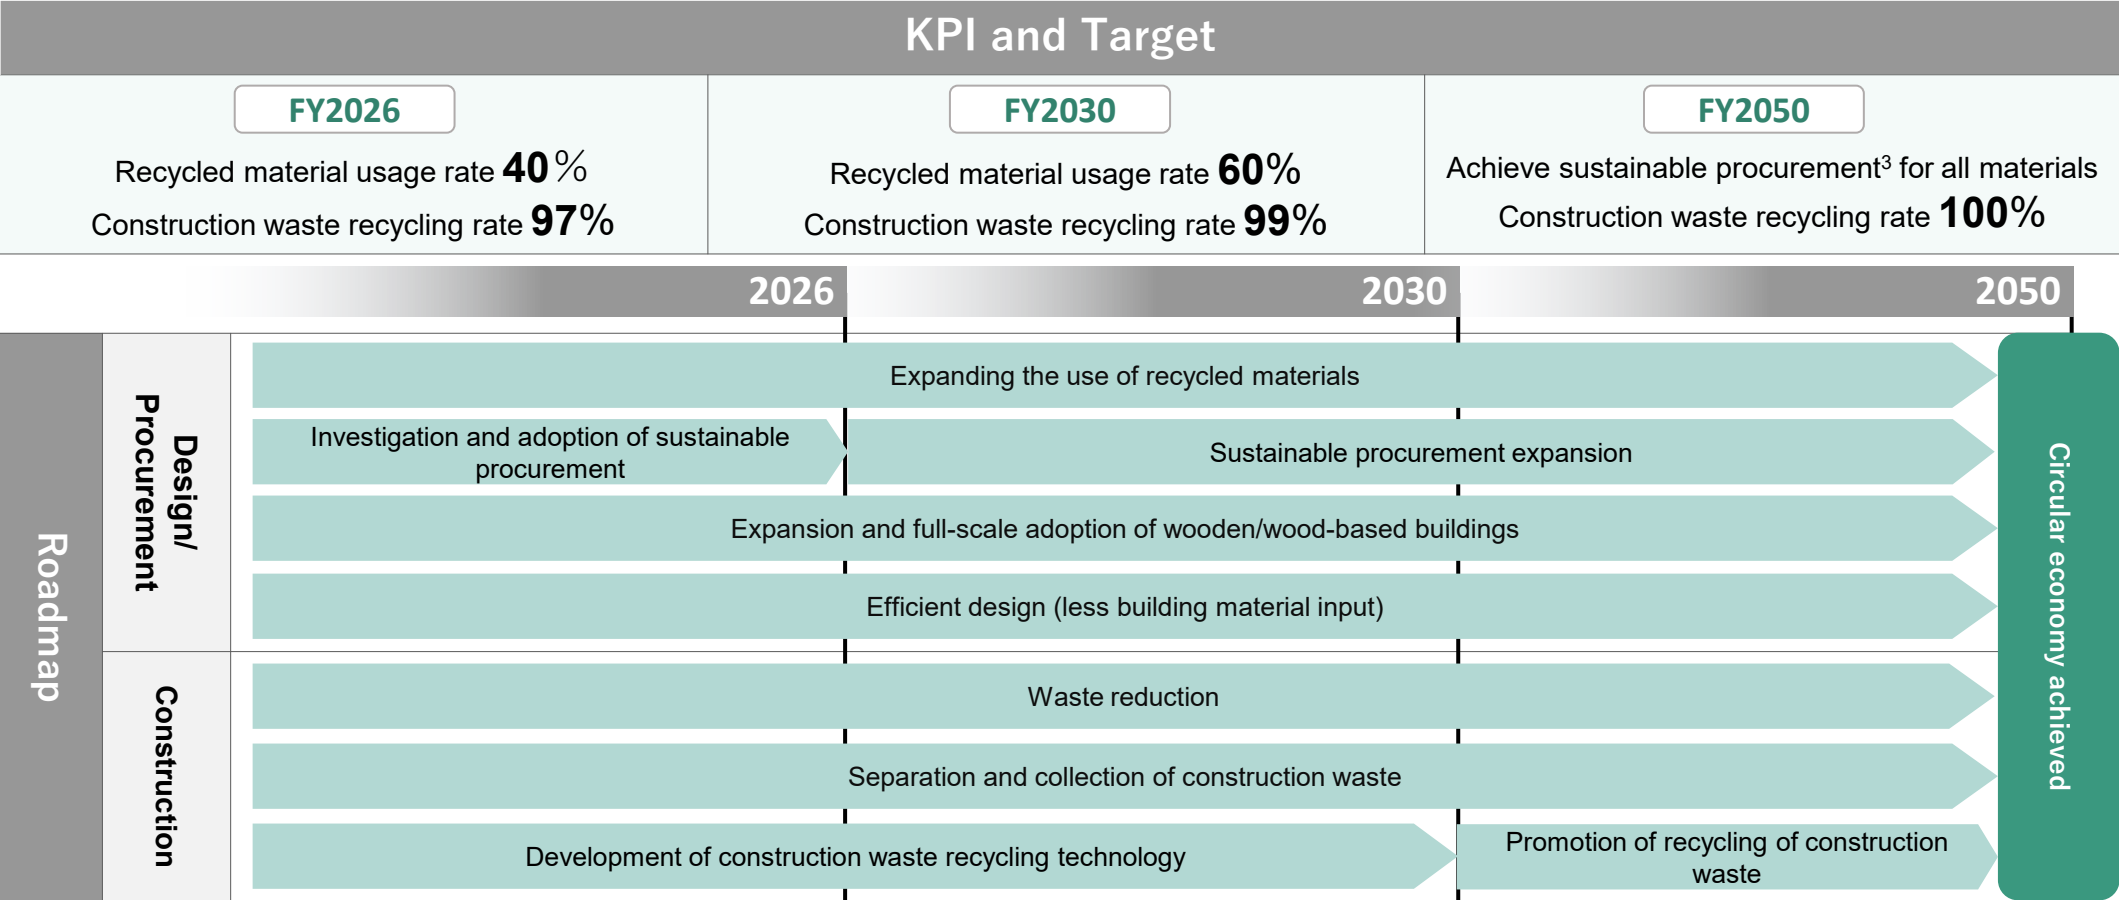 KPI and Target
FY2026
Recycled material usage rate 40%
Construction waste recycling rate 97%
FY2030
Recycled material usage rate 60%
Construction waste recycling rate 99%
FY2050
Achieve sustainable procurement³ for all materials
Construction waste recycling rate 100%
2026
2030
2050
Roadmap
Design/
Procurement
Expanding the use of recycled materials
Investigation and adoption of sustainable
procurement
Sustainable procurement expansion
Expansion and full-scale adoption of wooden/wood-based buildings
Efficient design (less building material input)
Construction
Waste reduction
Separation and collection of construction waste
Development of construction waste recycling technology
Promotion of recycling of construction
waste
Circular economy achieved